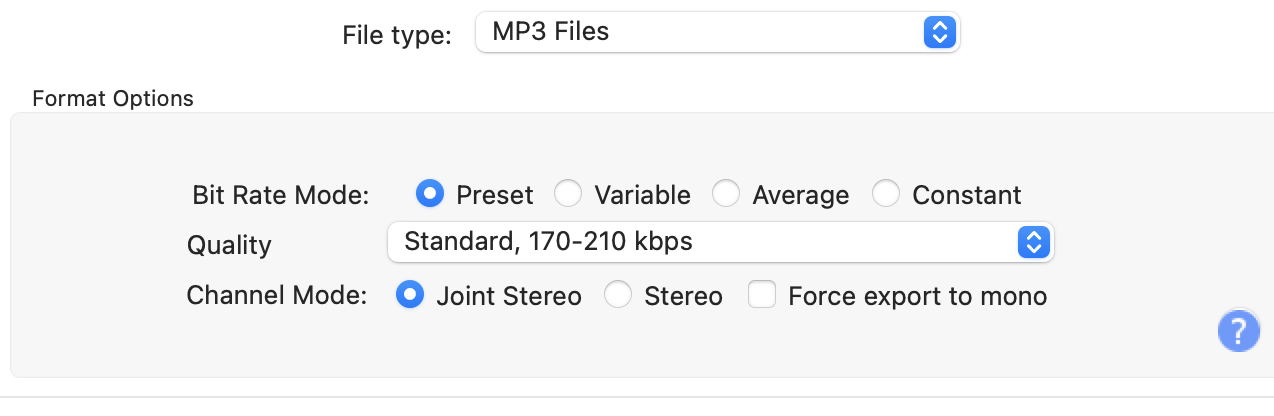 File type: MP3 Files
Format Options
Bit Rate Mode: Preset Variable Average Constant
Quality Standard, 170-210 kbps
Channel Mode: Joint Stereo Stereo Force export to mono
?